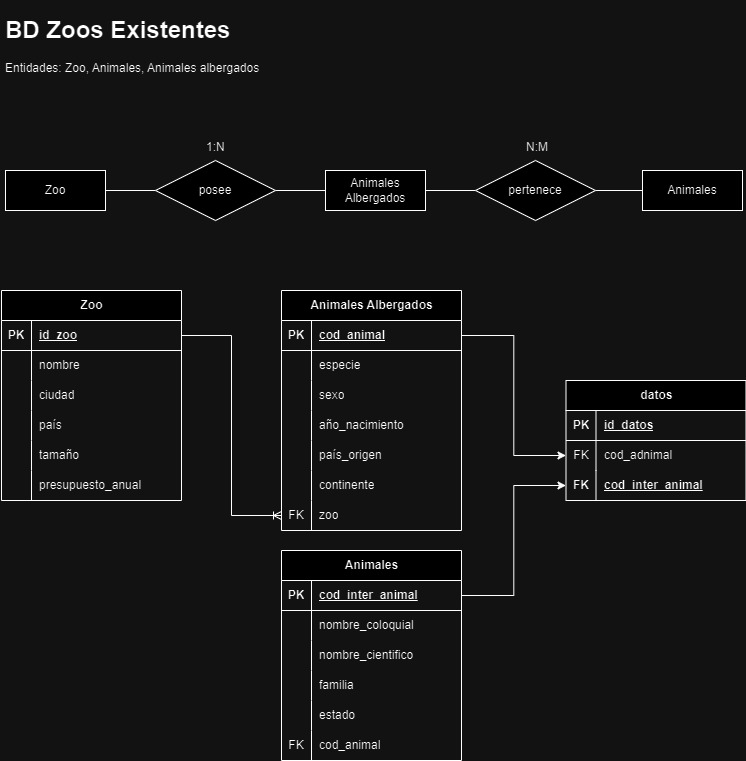 BD Zoos Existentes
Entidades: Zoo, Animales, Animales albergados
1:N
N:M
Zoo
posee
Animales
Albergados
pertenece
Animales
Zoo
PK id_zoo
nombre
ciudad
país
tamaño
presupuesto_anual
Animales Albergados
PK cod_animal
especie
sexo
año_nacimiento
país_origen
continente
FK zoo
datos
PK id_datos
FK cod_adnimal
FK cod_inter_animal
Animales
PK cod_inter_animal
nombre_coloquial
nombre_cientifico
familia
estado
FK cod_animal